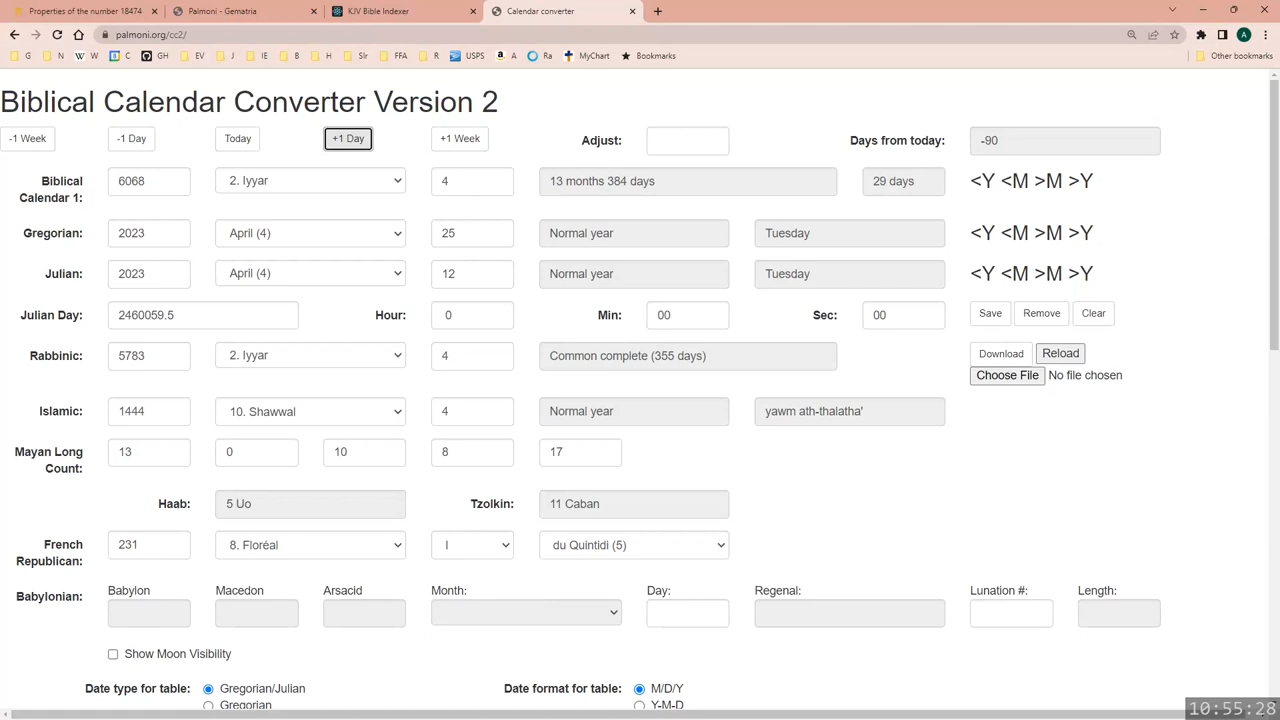 Properties of the number 18474
Palmoni - Gematria
KJV Bible Indexer
Calendar converter
palmoni.org/cc2/
A
G N W W C GH EV J IE B H Slr FFA R USPS A Ra MyChart Bookmarks Other bookmarks
Biblical Calendar Converter Version 2
-1 Week -1 Day Today +1 Day +1 Week Adjust: Days from today: -90
Biblical Calendar 1: 6068 2. Iyyar 4 13 months 384 days 29 days <Y <M >M >Y
Gregorian: 2023 April (4) 25 Normal year Tuesday <Y <M >M >Y
Julian: 2023 April (4) 12 Normal year Tuesday <Y <M >M >Y
Julian Day: 2460059.5 Hour: 0 Min: 00 Sec: 00 Save Remove Clear
Rabbinic: 5783 2. Iyyar 4 Common complete (355 days) Download Reload
Choose File No file chosen
Islamic: 1444 10. Shawwal 4 Normal year yawm ath-thalatha'
Mayan Long Count: 13 0 10 8 17
Haab: 5 Uo Tzolkin: 11 Caban
French Republican: 231 8. Floréal I du Quintidi (5)
Babylonian: Babylon Macedon Arsacid Month: Day: Regenal: Lunation #: Length:
Show Moon Visibility
Date type for table: Gregorian/Julian Date format for table: M/D/Y
Gregorian Y-M-D
10:55:28